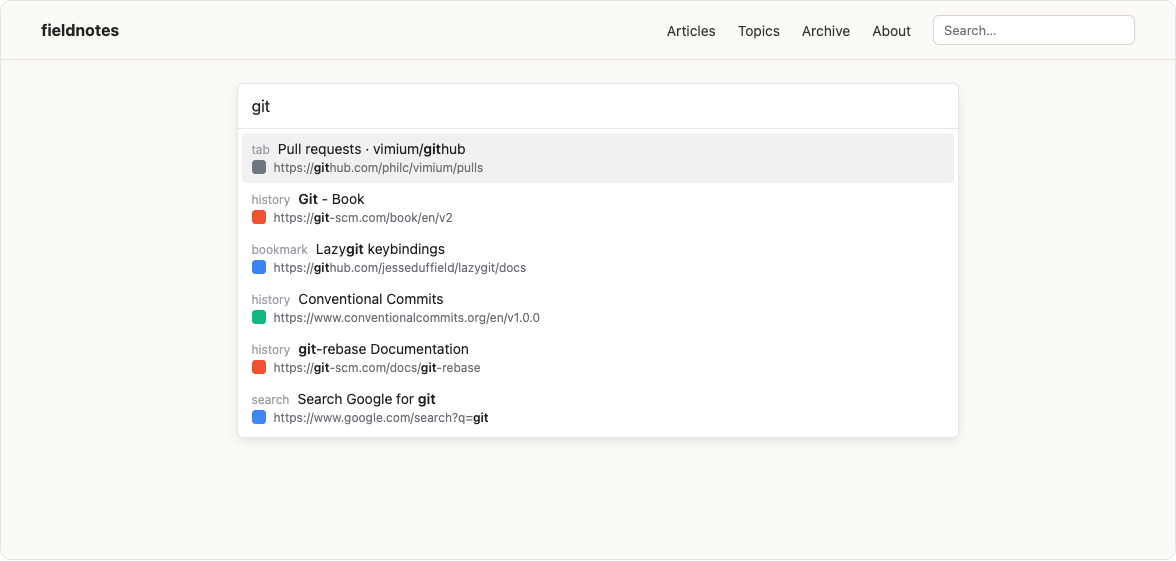 fieldnotes
Articles Topics Archive About Search...
git
tab Pull requests · vimium/github
https://github.com/philc/vimium/pulls
history Git - Book
https://git-scm.com/book/en/v2
bookmark Lazygit keybindings
https://github.com/jesseduffield/lazygit/docs
history Conventional Commits
https://www.conventionalcommits.org/en/v1.0.0
history git-rebase Documentation
https://git-scm.com/docs/git-rebase
search Search Google for git
https://www.google.com/search?q=git